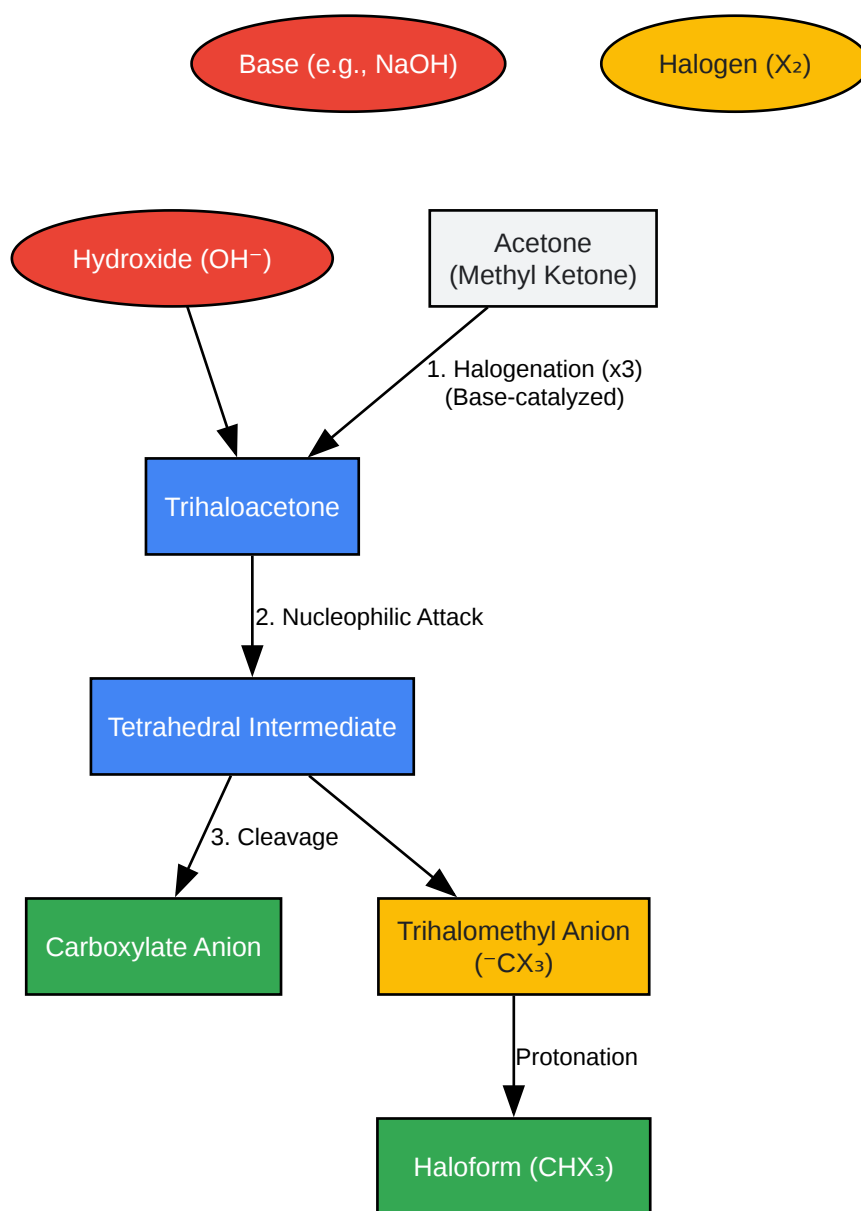 Base (e.g., NaOH)
Halogen (X₂)
Hydroxide (OH⁻)
Acetone
(Methyl Ketone)
1. Halogenation (x3)
(Base-catalyzed)
Trihaloacetone
2. Nucleophilic Attack
Tetrahedral Intermediate
3. Cleavage
Carboxylate Anion
Trihalomethyl Anion
(⁻CX₃)
Protonation
Haloform (CHX₃)